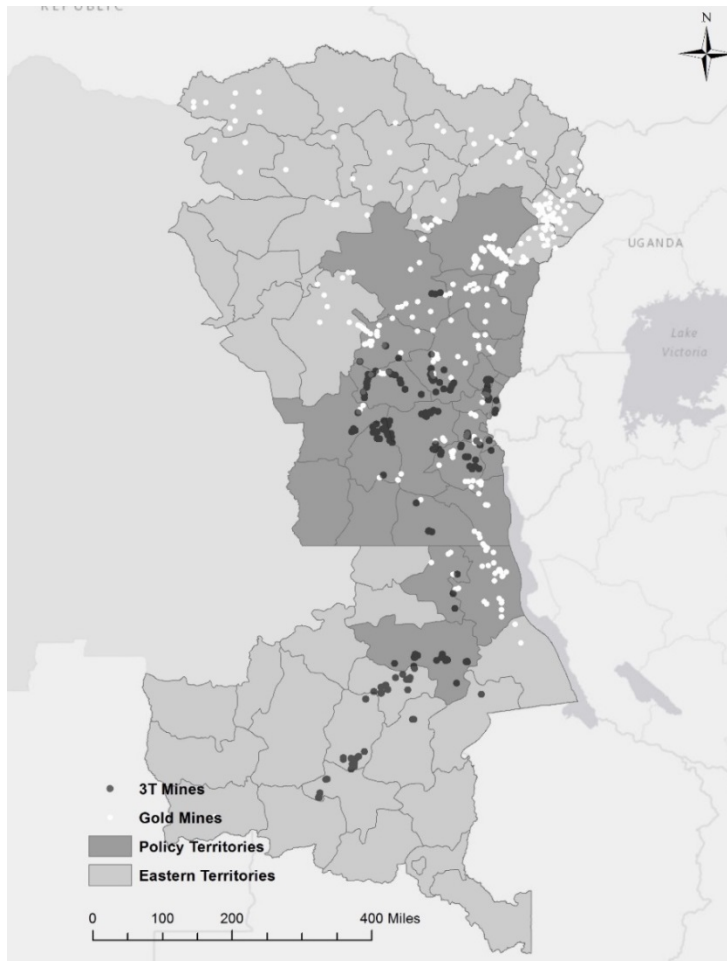 REPUBLIC
N
UGANDA
Lake
Victoria
3T Mines
Gold Mines
Policy Territories
Eastern Territories
0 100 200 400 Miles